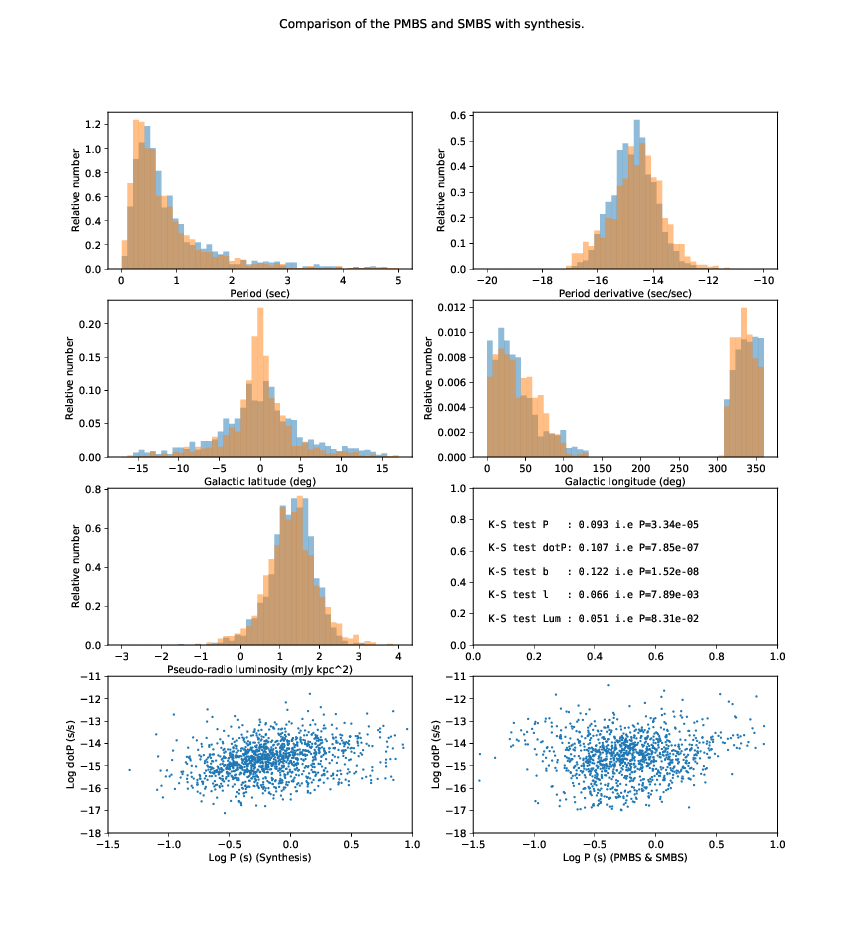 Comparison of the PMBS and SMBS with synthesis.
Relative number
0.0 0.2 0.4 0.6 0.8 1.0 1.2
0 1 2 3 4 5
Period (sec)
Relative number
0.0 0.1 0.2 0.3 0.4 0.5 0.6
−20 −18 −16 −14 −12 −10
Period derivative (sec/sec)
Relative number
0.00 0.05 0.10 0.15 0.20
−15 −10 −5 0 5 10 15
Galactic latitude (deg)
Relative number
0.000 0.002 0.004 0.006 0.008 0.010 0.012
0 50 100 150 200 250 300 350
Galactic longitude (deg)
Relative number
0.0 0.2 0.4 0.6 0.8
−3 −2 −1 0 1 2 3 4
Pseudo-radio luminosity (mJy kpc^2)
0.0 0.2 0.4 0.6 0.8 1.0
K-S test P : 0.093 i.e P=3.34e-05
K-S test dotP: 0.107 i.e P=7.85e-07
K-S test b : 0.122 i.e P=1.52e-08
K-S test l : 0.066 i.e P=7.89e-03
K-S test Lum : 0.051 i.e P=8.31e-02
0.0 0.2 0.4 0.6 0.8 1.0
Log dotP (s/s)
−18 −17 −16 −15 −14 −13 −12 −11
−1.5 −1.0 −0.5 0.0 0.5 1.0
Log P (s) (Synthesis)
Log dotP (s/s)
−18 −17 −16 −15 −14 −13 −12 −11
−1.5 −1.0 −0.5 0.0 0.5 1.0
Log P (s) (PMBS & SMBS)